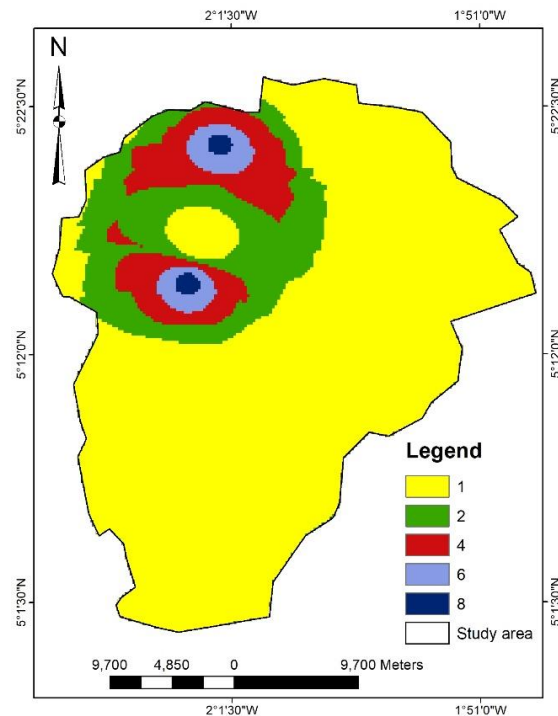 2°1'30"W 1°51'0"W
N
5°22'30"N 5°22'30"N
5°12'0"N 5°12'0"N
Legend
1
2
4
6
8
Study area
5°1'30"N 5°1'30"N
9,700 4,850 0 9,700 Meters
2°1'30"W 1°51'0"W